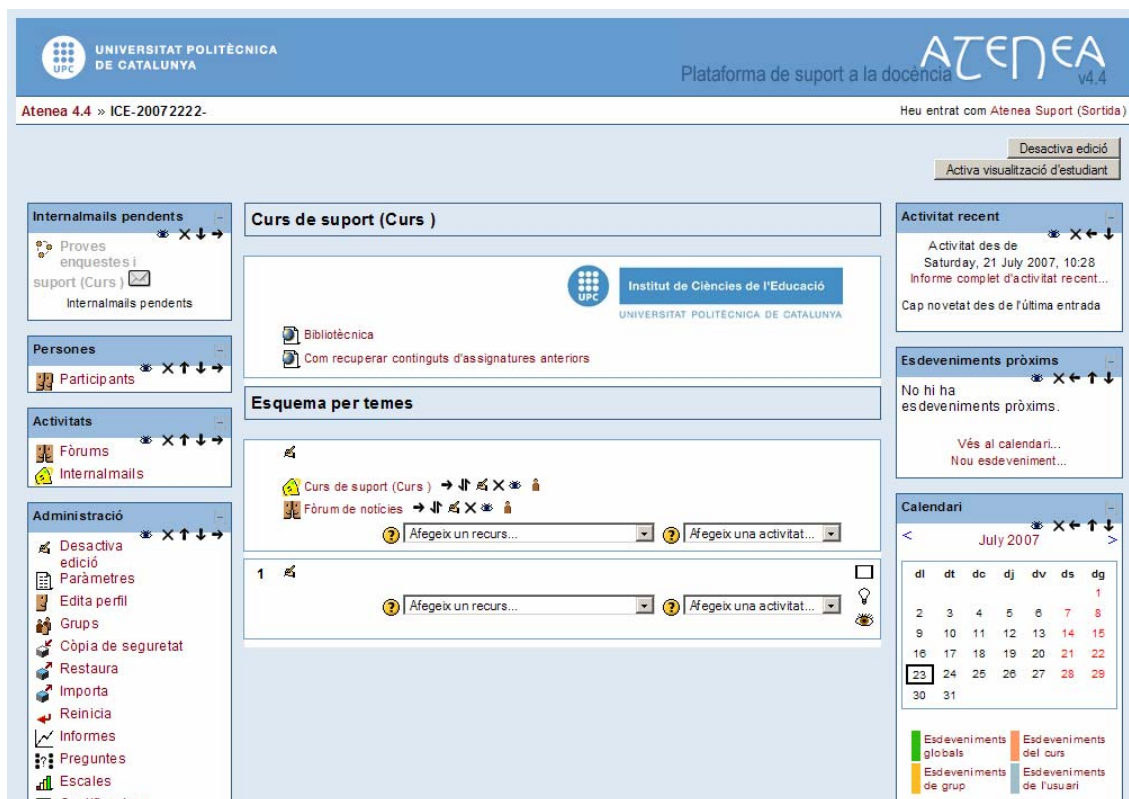 UNIVERSITAT POLITÈCNICA
DE CATALUNYA
UPC
Plataforma de suport a la docència
ATENEA
v4.4
Atenea 4.4 » ICE-20072222-
Heu entrat com Atenea Suport (Sortida)
Desactiva edició
Activa visualització d'estudiant
Internalmails pendents
Proves
enquestes i
suport (Curs )
Internalmails pendents
Persones
Participants
Activitats
Fòrums
Internalmails
Administració
Desactiva
edició
Paràmetres
Edita perfil
Grups
Còpia de seguretat
Restaura
Importa
Reinicia
Informes
Preguntes
Escales
Curs de suport (Curs )
UPC
Institut de Ciències de l'Educació
UNIVERSITAT POLITÈCNICA DE CATALUNYA
Bibliotècnica
Com recuperar continguts d'assignatures anteriors
Esquema per temes
Curs de suport (Curs )
Fòrum de notícies
Afegeix un recurs... Afegeix una activitat...
1
Afegeix un recurs... Afegeix una activitat...
Activitat recent
Activitat des de
Saturday, 21 July 2007, 10:28
Informe complet d'activitat recent...
Cap novetat des de l'última entrada
Esdeveniments pròxims
No hi ha
esdeveniments pròxims.
Vés al calendari...
Nou esdeveniment...
Calendari
< July 2007 >
dl dt dc dj dv ds dg
1
2 3 4 5 6 7 8
9 10 11 12 13 14 15
16 17 18 19 20 21 22
23 24 25 26 27 28 29
30 31
Esdeveniments
globals
Esdeveniments
del curs
Esdeveniments
de grup
Esdeveniments
de l'usuari